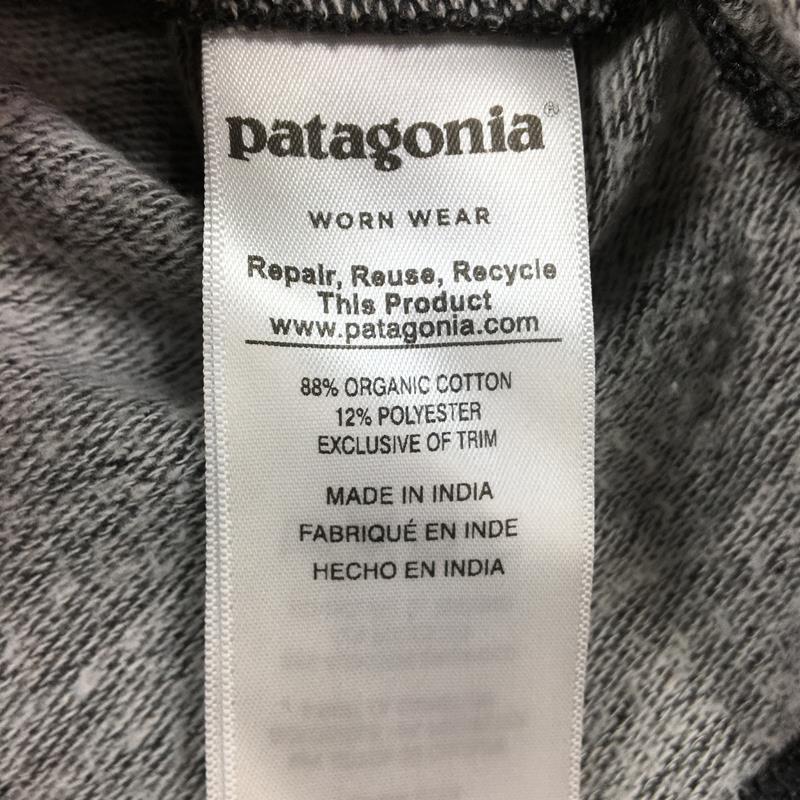 patagonia®
WORN WEAR
Repair, Reuse, Recycle
This Product
www.patagonia.com
88% ORGANIC COTTON
12% POLYESTER
EXCLUSIVE OF TRIM
MADE IN INDIA
FABRIQUÉ EN INDE
HECHO EN INDIA